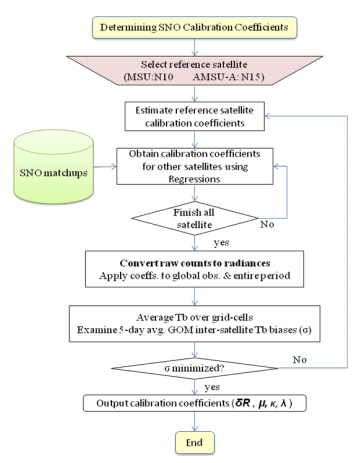 Determining SNO Calibration Coefficients
Select reference satellite
(MSU:N10 AMSU-A: N15)
Estimate reference satellite
calibration coefficients
SNO matchups
Obtain calibration coefficients
for other satellites using
Regressions
Finish all
satellite
No
yes
Convert raw counts to radiances
Apply coeffs. to global obs. & entire period
Average Tb over grid-cells
Examine 5-day avg. GOM inter-satellite Tb biases (σ)
No
σ minimized?
yes
Output calibration coefficients (δR , μ, κ, λ )
End